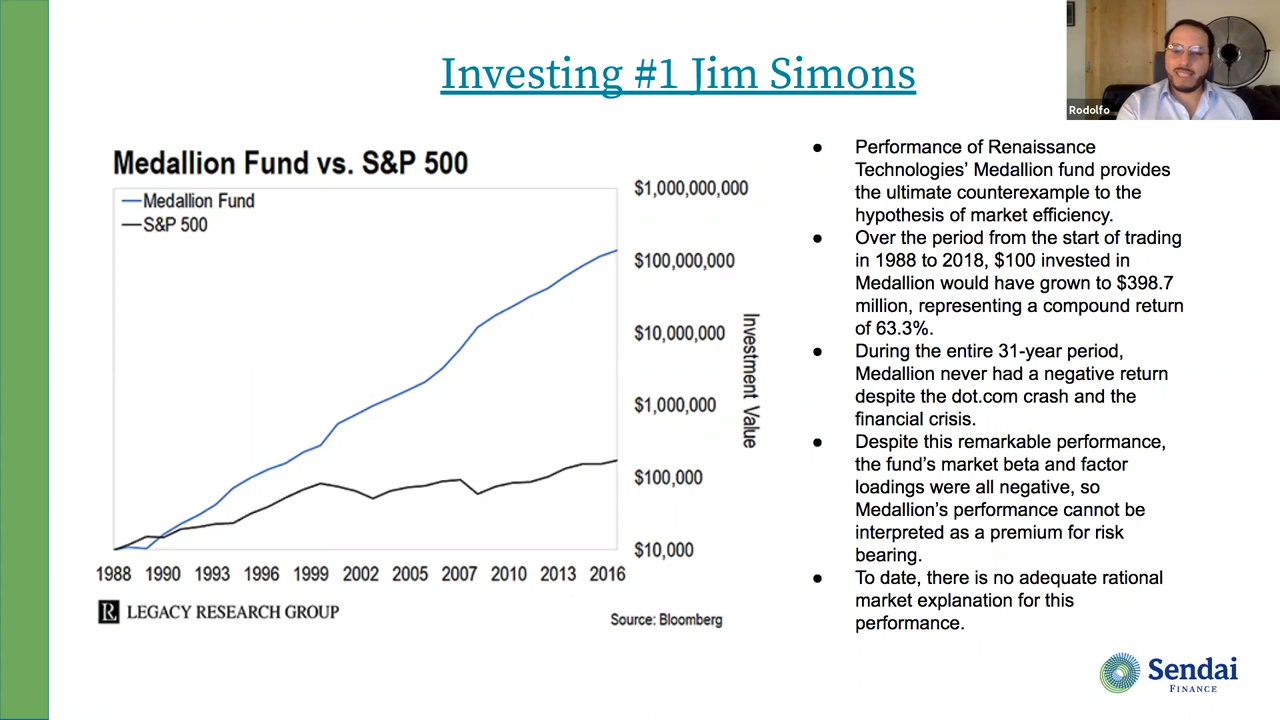 Investing #1 Jim Simons
Rodolfo
Medallion Fund vs. S&P 500
Medallion Fund
S&P 500
$1,000,000,000
$100,000,000
$10,000,000
$1,000,000
$100,000
$10,000
Investment Value
1988 1990 1993 1996 1999 2002 2005 2007 2010 2013 2016
LEGACY RESEARCH GROUP
Source: Bloomberg
● Performance of Renaissance
Technologies’ Medallion fund provides
the ultimate counterexample to the
hypothesis of market efficiency.
● Over the period from the start of trading
in 1988 to 2018, $100 invested in
Medallion would have grown to $398.7
million, representing a compound return
of 63.3%.
● During the entire 31-year period,
Medallion never had a negative return
despite the dot.com crash and the
financial crisis.
● Despite this remarkable performance,
the fund’s market beta and factor
loadings were all negative, so
Medallion’s performance cannot be
interpreted as a premium for risk
bearing.
● To date, there is no adequate rational
market explanation for this
performance.
Sendai
FINANCE